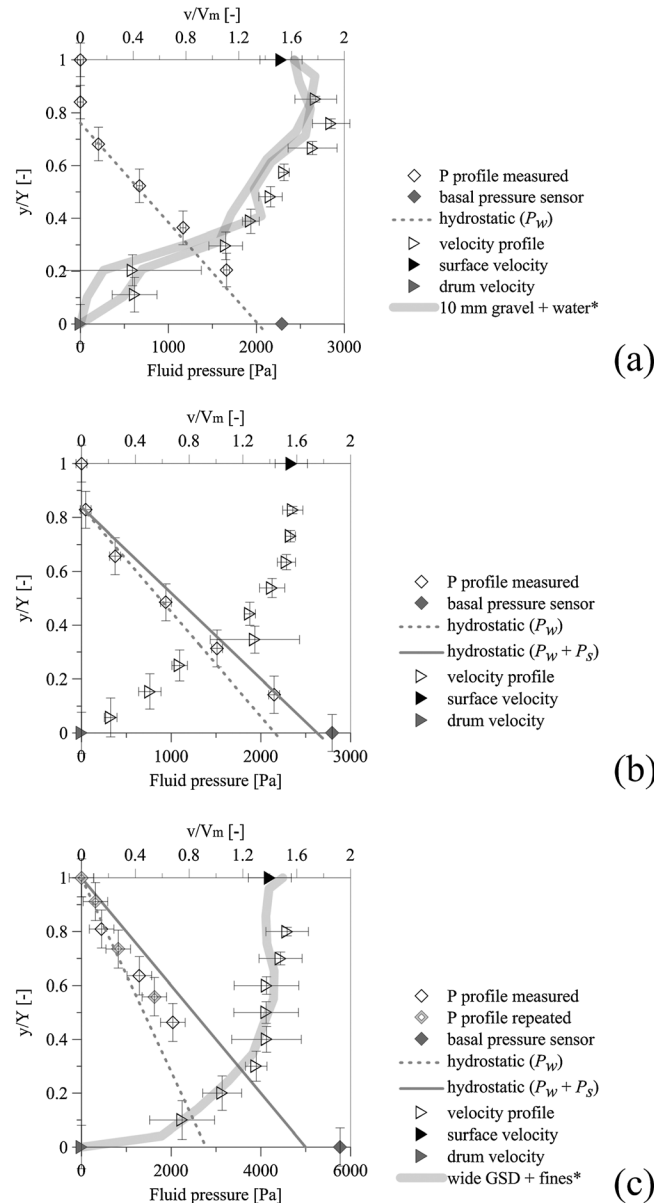 v/Vm [-]
0 0.4 0.8 1.2 1.6 2
1
0.8
0.6
0.4
0.2
0
y/Y [-]
0 1000 2000 3000
Fluid pressure [Pa]
P profile measured
basal pressure sensor
hydrostatic (Pw)
velocity profile
surface velocity
drum velocity
10 mm gravel + water*
(a)
v/Vm [-]
0 0.4 0.8 1.2 1.6 2
1
0.8
0.6
0.4
0.2
0
y/Y [-]
0 1000 2000 3000
Fluid pressure [Pa]
P profile measured
basal pressure sensor
hydrostatic (Pw)
hydrostatic (Pw + Ps)
velocity profile
surface velocity
drum velocity
(b)
v/Vm [-]
0 0.4 0.8 1.2 1.6 2
1
0.8
0.6
0.4
0.2
0
y/Y [-]
0 2000 4000 6000
Fluid pressure [Pa]
P profile measured
P profile repeated
basal pressure sensor
hydrostatic (Pw)
hydrostatic (Pw + Ps)
velocity profile
surface velocity
drum velocity
wide GSD + fines*
(c)